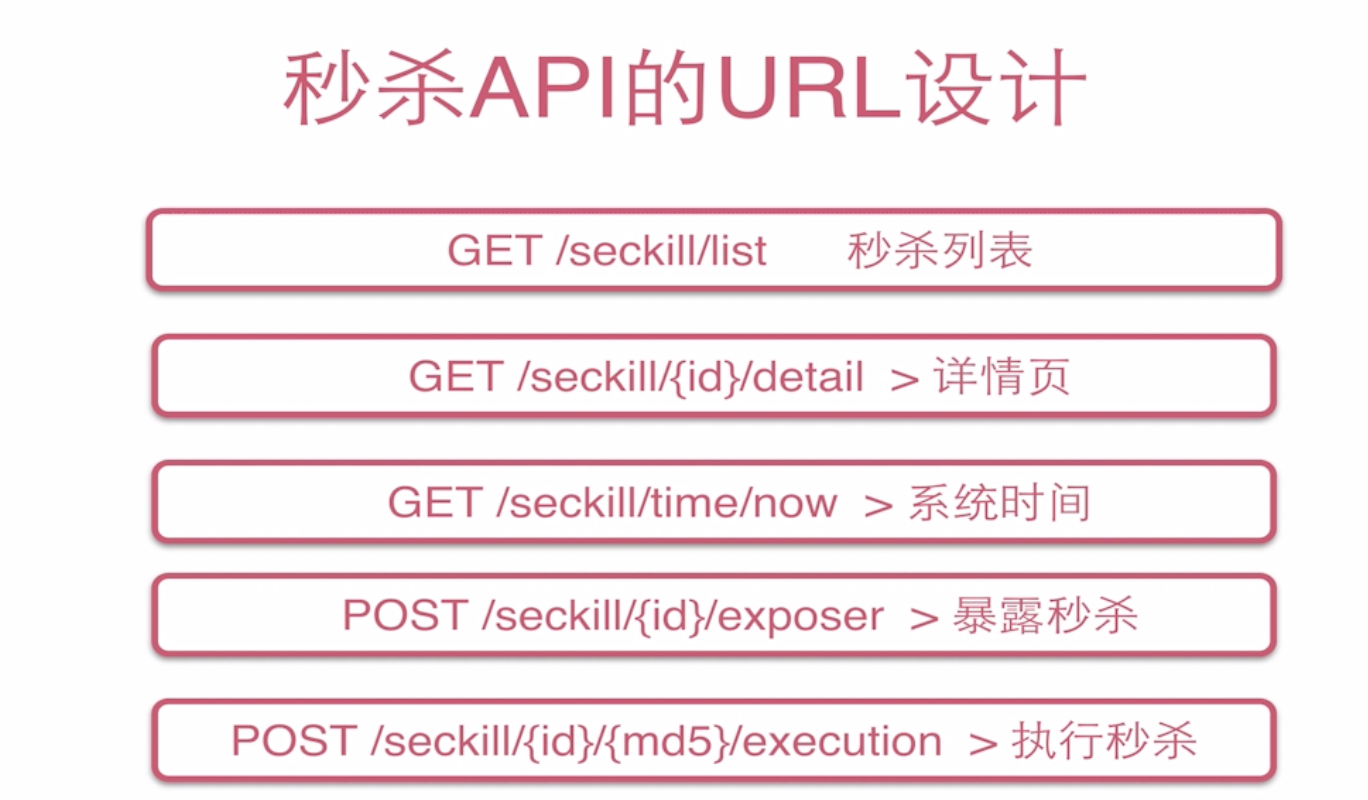 秒杀API的URL设计
GET /seckill/list 秒杀列表
GET /seckill/{id}/detail > 详情页
GET /seckill/time/now > 系统时间
POST /seckill/{id}/exposer > 暴露秒杀
POST /seckill/{id}/{md5}/execution > 执行秒杀